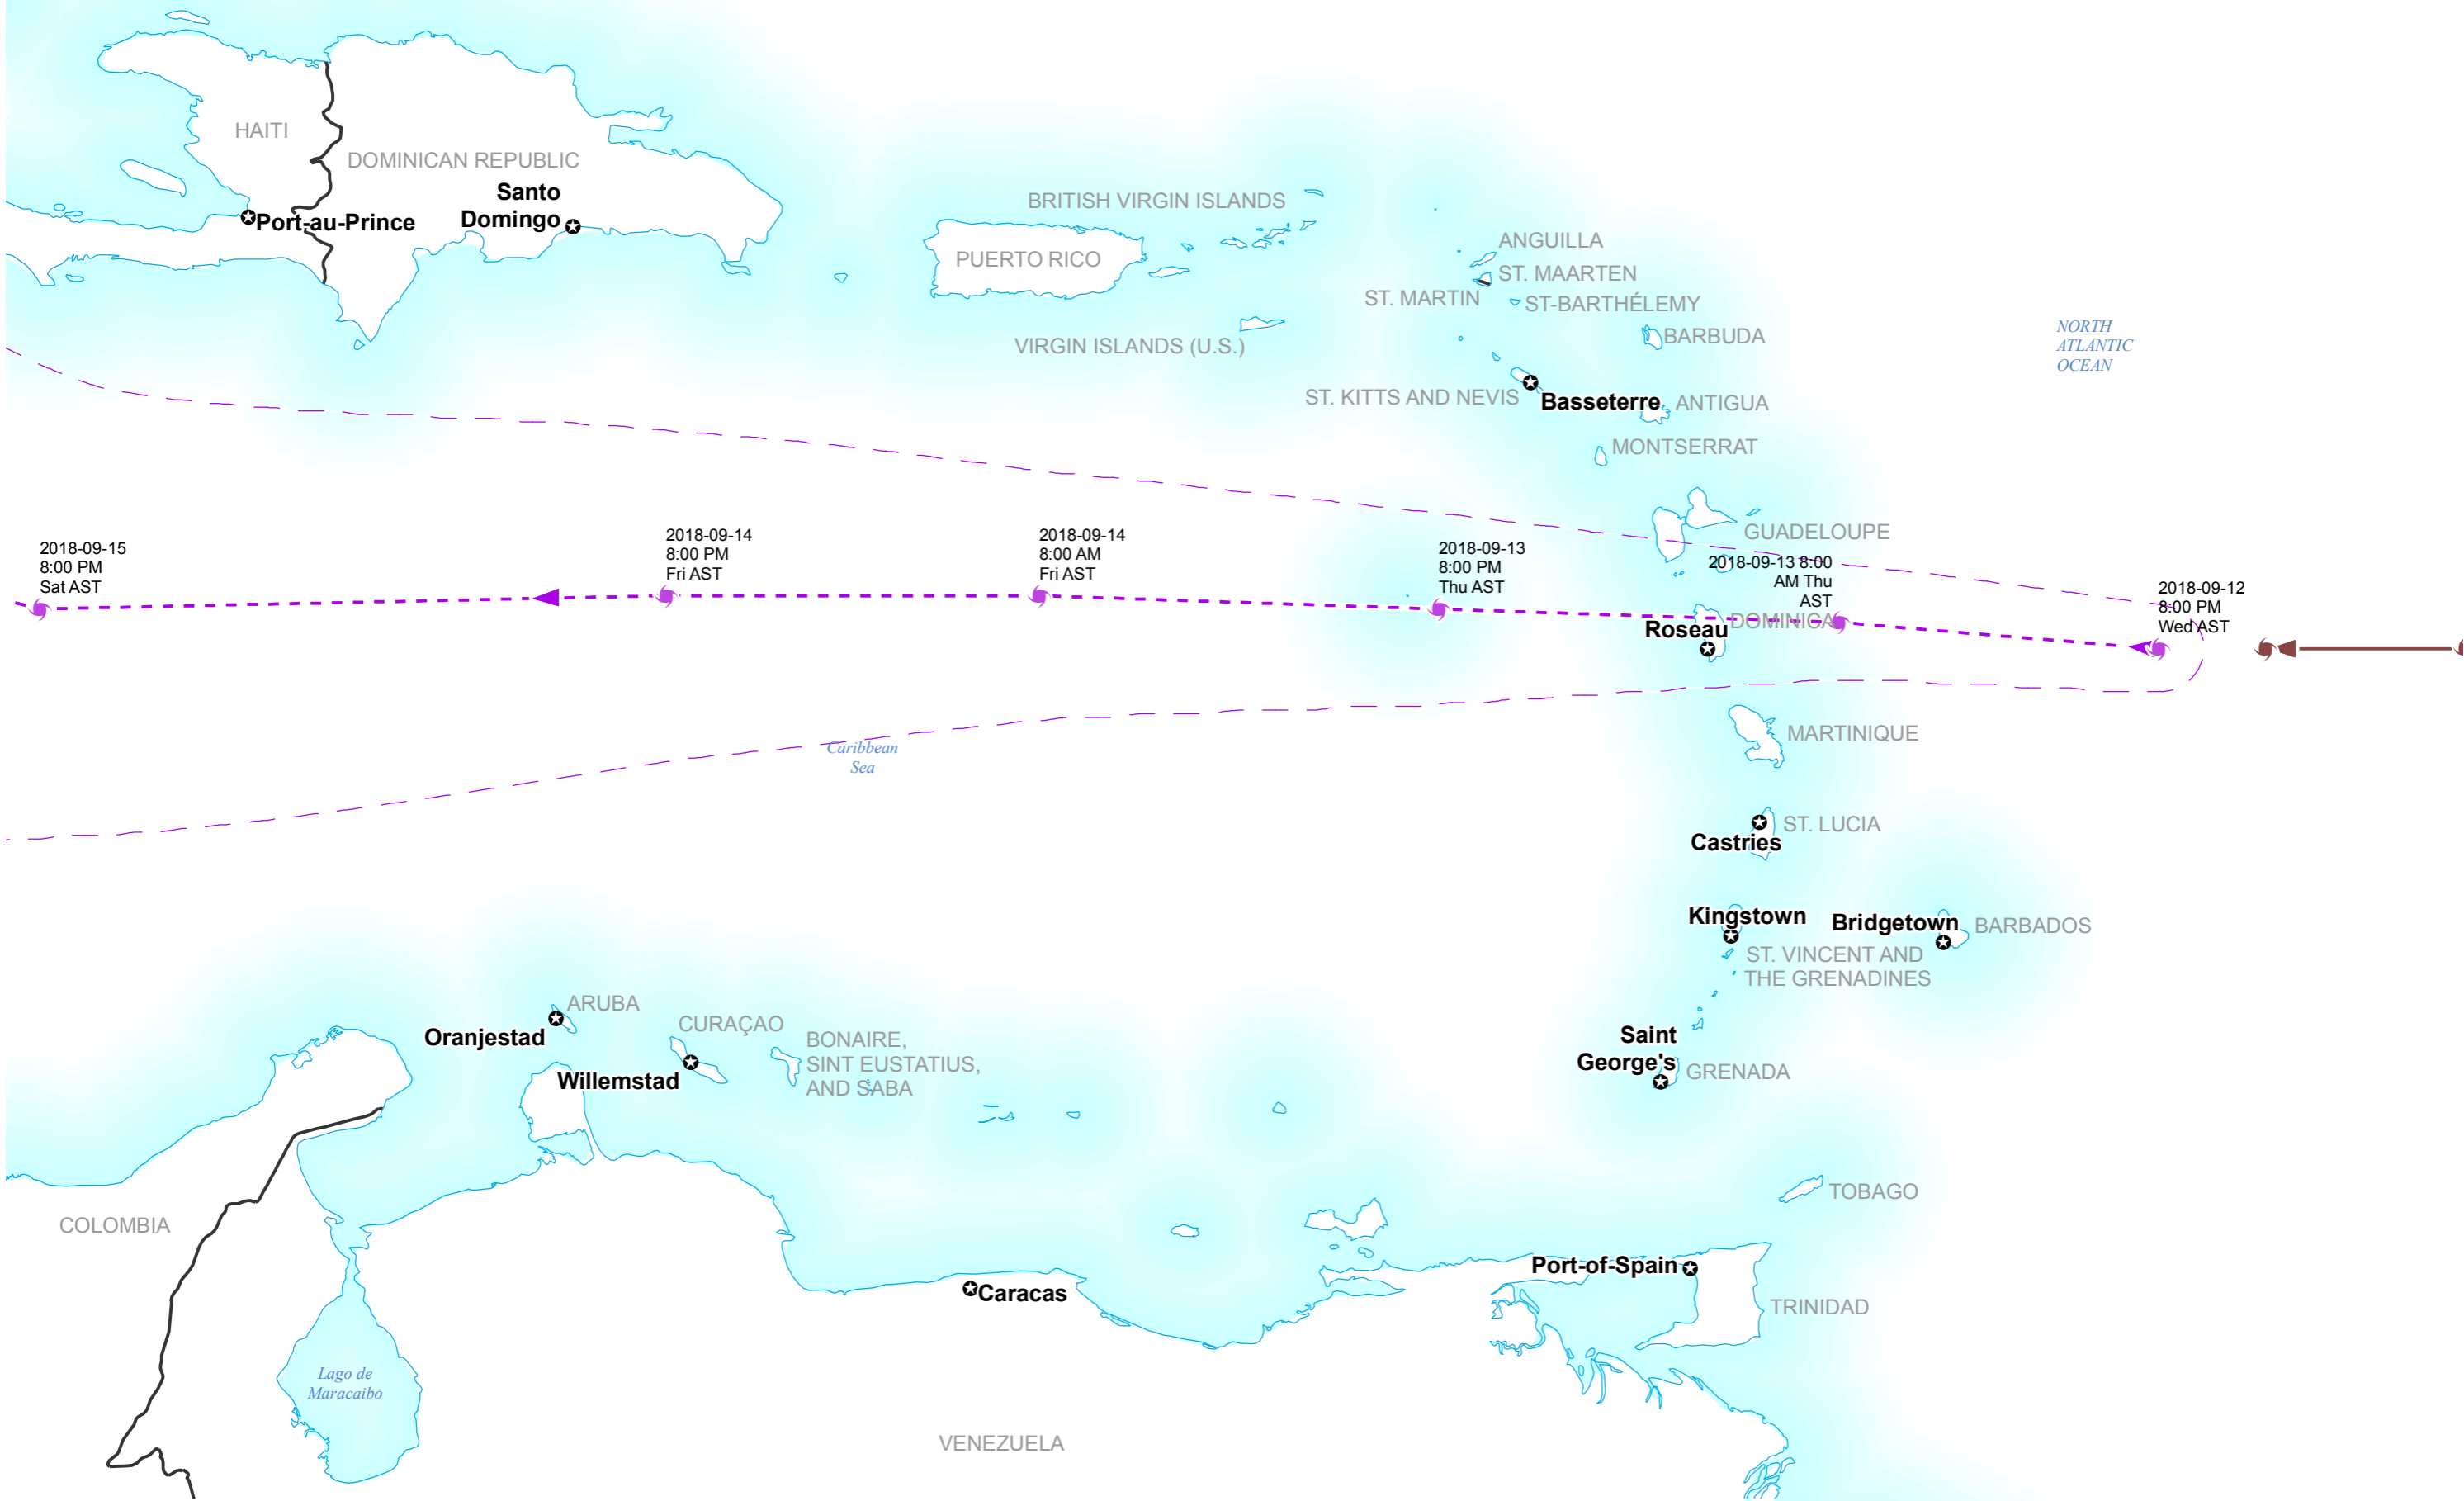 HAITI
DOMINICAN REPUBLIC
Santo
Domingo
Port-au-Prince
BRITISH VIRGIN ISLANDS
PUERTO RICO
VIRGIN ISLANDS (U.S.)
ANGUILLA
ST. MAARTEN
ST. MARTIN
ST-BARTHÉLEMY
BARBUDA
NORTH
ATLANTIC
OCEAN
ST. KITTS AND NEVIS
Basseterre
ANTIGUA
MONTSERRAT
GUADELOUPE
2018-09-15
8:00 PM
Sat AST
2018-09-14
8:00 PM
Fri AST
2018-09-14
8:00 AM
Fri AST
2018-09-13
8:00 PM
Thu AST
2018-09-13 8:00
AM Thu
AST
2018-09-12
8:00 PM
Wed AST
DOMINICA
Roseau
Caribbean
Sea
MARTINIQUE
ST. LUCIA
Castries
Kingstown
Bridgetown
BARBADOS
ST. VINCENT AND
THE GRENADINES
ARUBA
Oranjestad
CURAÇAO
Willemstad
BONAIRE,
SINT EUSTATIUS,
AND SABA
Saint
George's
GRENADA
TOBAGO
COLOMBIA
Port-of-Spain
Caracas
TRINIDAD
Lago de
Maracaibo
VENEZUELA